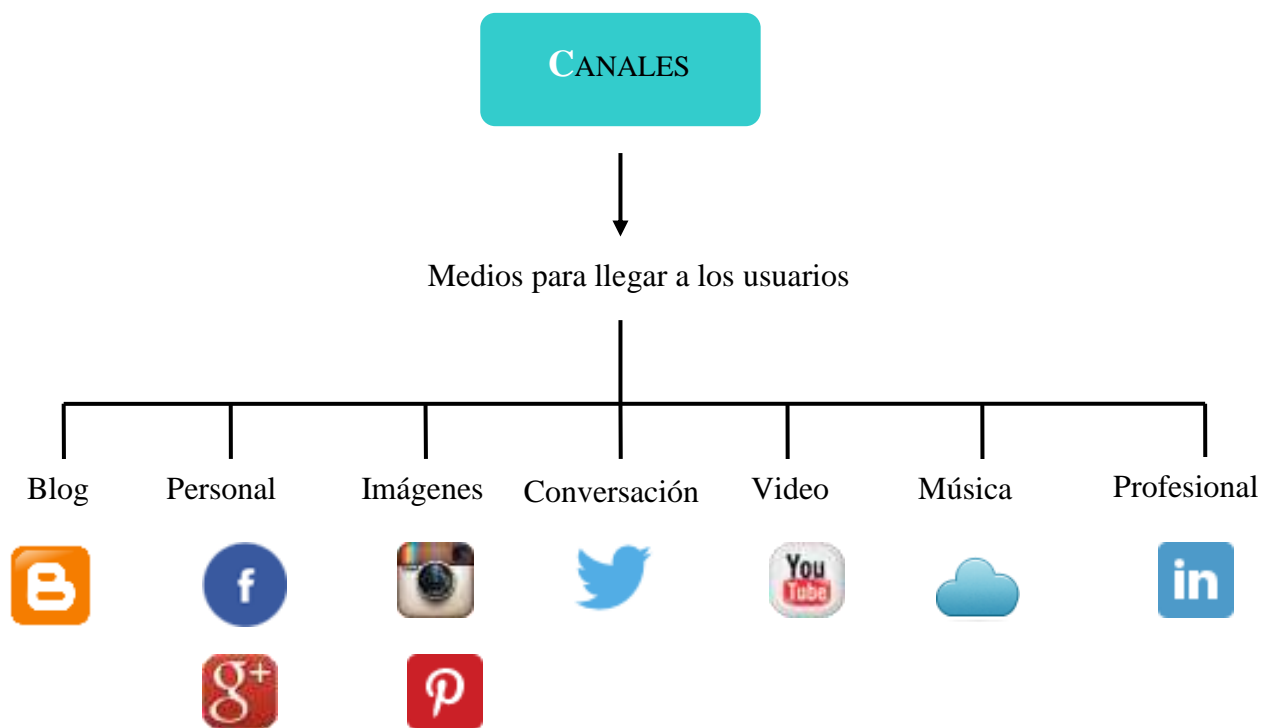 CANALES
Medios para llegar a los usuarios
Blog
Personal
Imágenes
Conversación
Video
Música
Profesional
B
f
You
Tube
in
g+
P